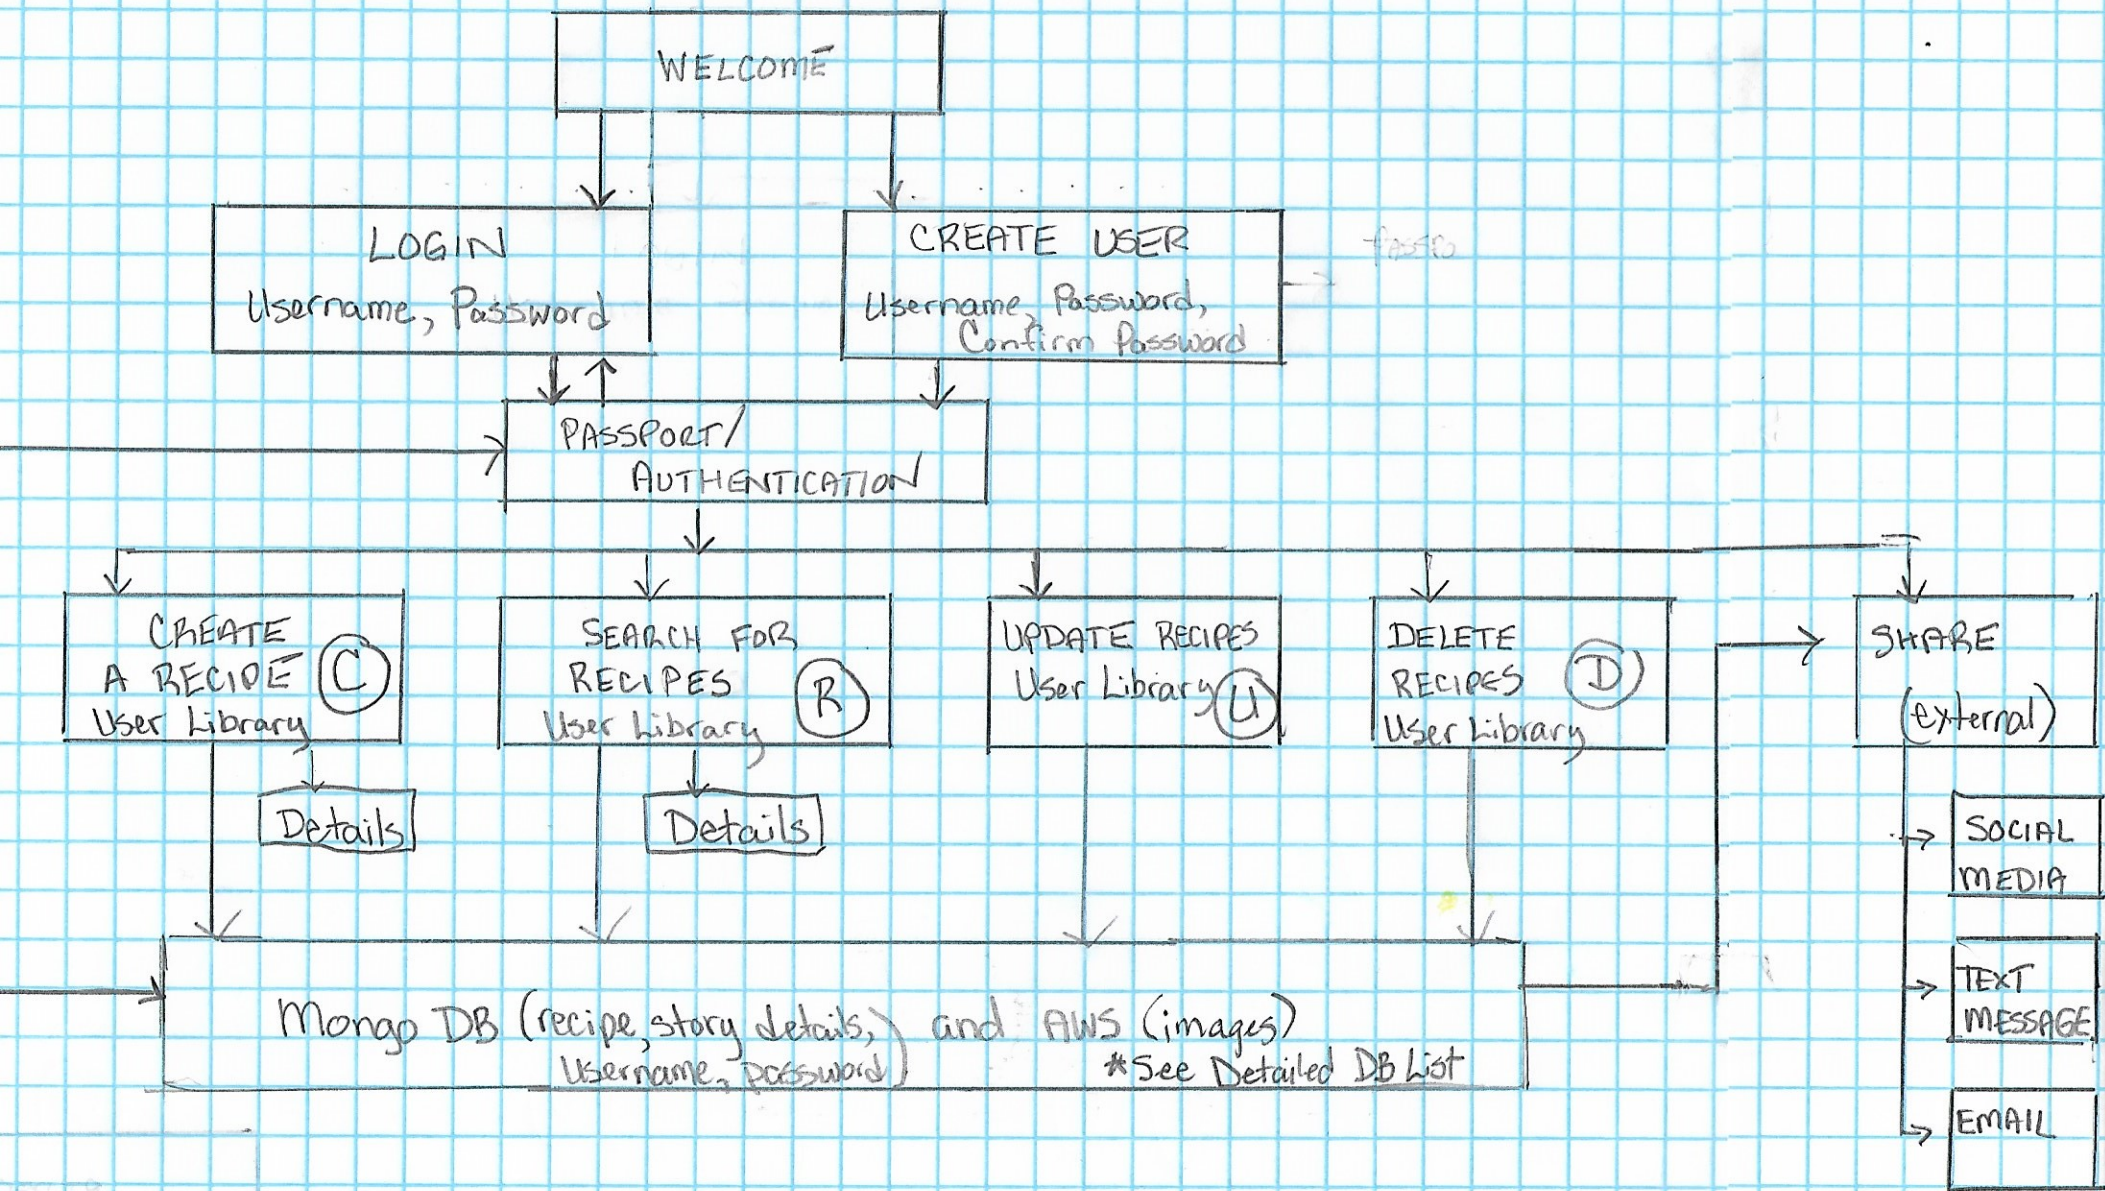 WELCOME
LOGIN
Username, Password
CREATE USER
Username, Password,
Confirm Password
PASSPORT/
AUTHENTICATION
CREATE
A RECIPE
User Library
C
SEARCH FOR
RECIPES
User Library
R
UPDATE RECIPES
User Library
U
DELETE
RECIPES
User Library
D
SHARE
(external)
Details
Details
SOCIAL
MEDIA
TEXT
MESSAGE
EMAIL
Mongo DB (recipe, story details, and AWS (images)
Username, password)
*See Detailed DB List